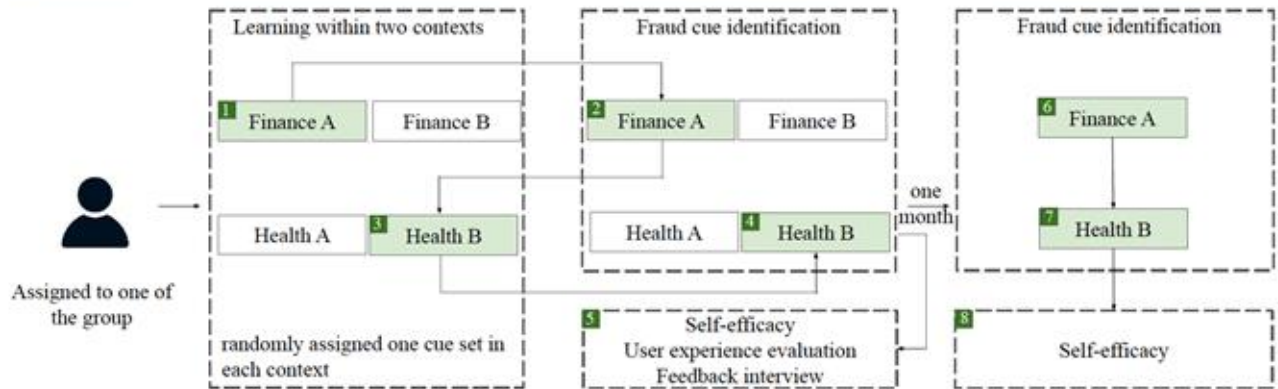 Learning within two contexts
1
Finance A
Finance B
3
Health A
Health B
randomly assigned one cue set in
each context
Assigned to one of
the group
Fraud cue identification
2
Finance A
Finance B
4
Health A
Health B
5
Self-efficacy
User experience evaluation
Feedback interview
one
month
Fraud cue identification
6
Finance A
7
Health B
8
Self-efficacy